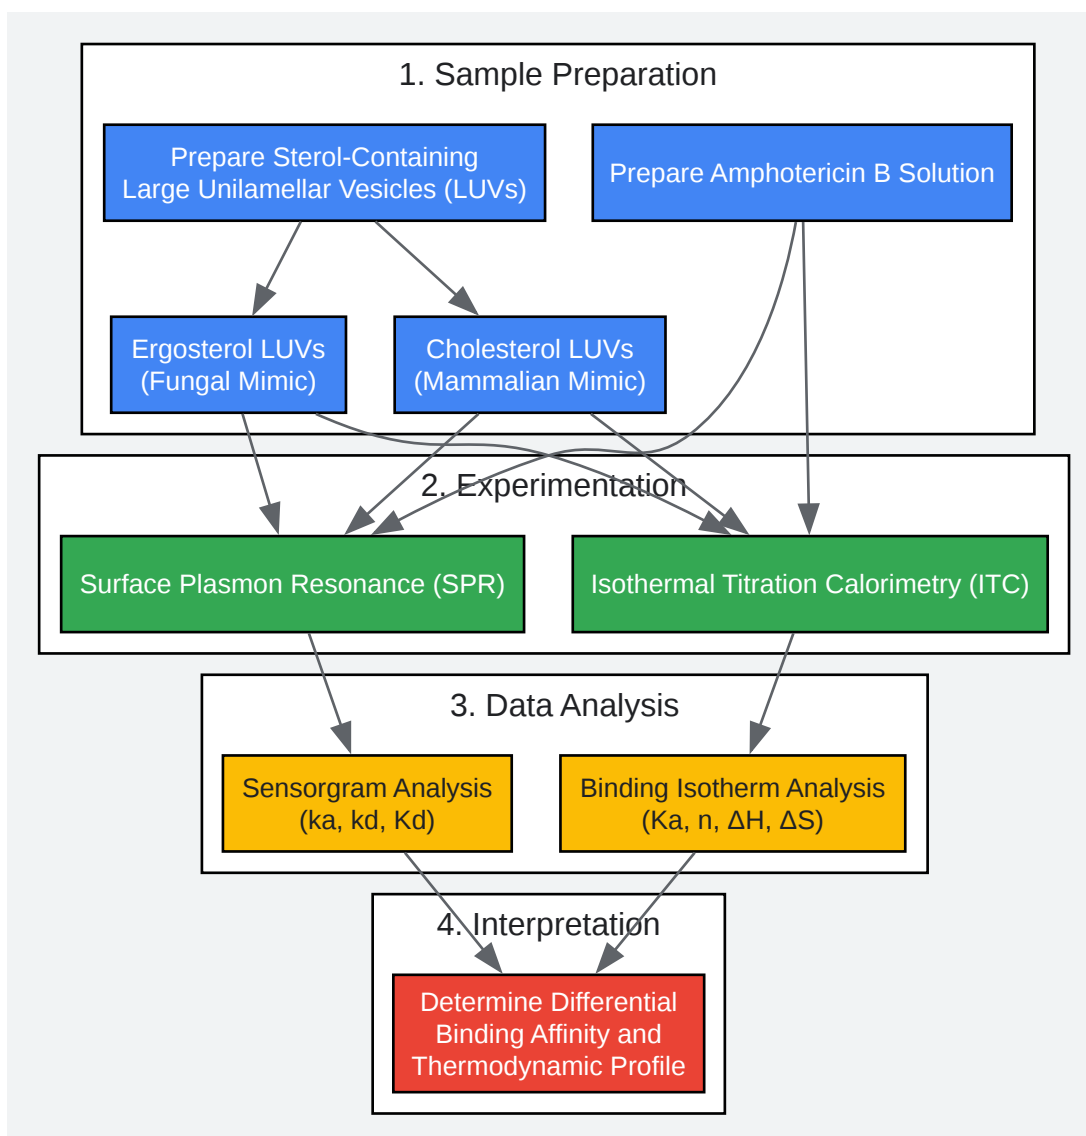 1. Sample Preparation
Prepare Sterol-Containing
Large Unilamellar Vesicles (LUVs)
Prepare Amphotericin B Solution
Ergosterol LUVs
(Fungal Mimic)
Cholesterol LUVs
(Mammalian Mimic)
2. Experimentation
Surface Plasmon Resonance (SPR)
Isothermal Titration Calorimetry (ITC)
3. Data Analysis
Sensorgram Analysis
(ka, kd, Kd)
Binding Isotherm Analysis
(Ka, n, ΔH, ΔS)
4. Interpretation
Determine Differential
Binding Affinity and
Thermodynamic Profile